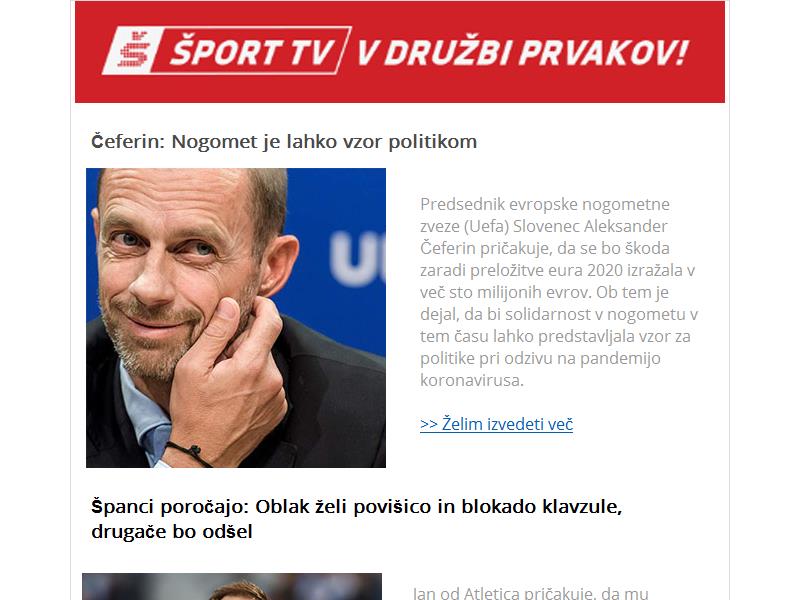 Š ŠPORT TV V DRUŽBI PRVAKOV!
Čeferin: Nogomet je lahko vzor politikom
U
Predsednik evropske nogometne
zveze (Uefa) Slovenec Aleksander
Čeferin pričakuje, da se bo škoda
zaradi preložitve eura 2020 izražala v
več sto milijonih evrov. Ob tem je
dejal, da bi solidarnost v nogometu v
tem času lahko predstavljala vzor za
politike pri odzivu na pandemijo
koronavirusa.
>> Želim izvedeti več
Španci poročajo: Oblak želi povišico in blokado klavzule,
drugače bo odšel
Jan od Atletica pričakuje, da mu